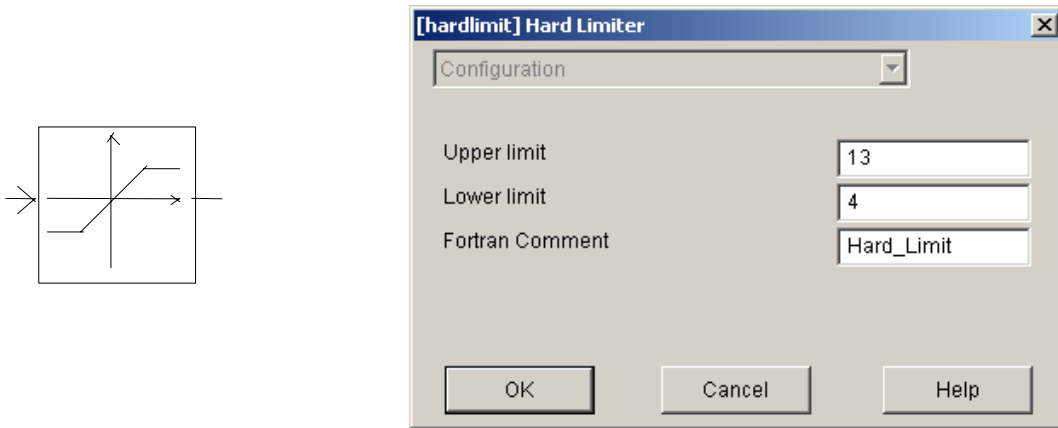 [hardlimit] Hard Limiter
Configuration
Upper limit 13
Lower limit 4
Fortran Comment Hard_Limit
OK Cancel Help